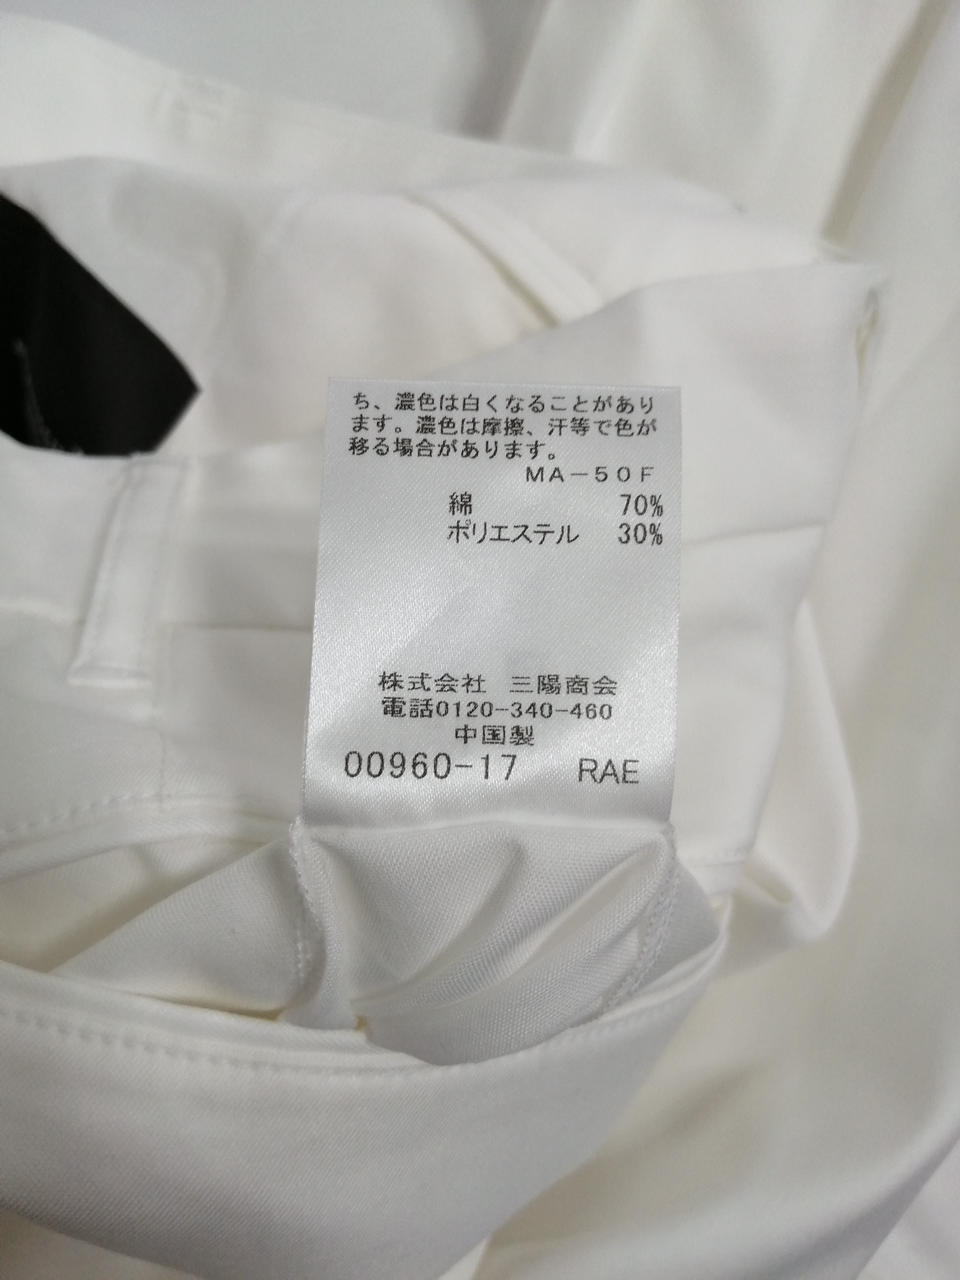 ち、濃色は白くなることがあり
ます。濃色は摩擦、汗等で色が
移る場合があります。
MA－50F
綿 70%
ポリエステル 30%
株式会社 三陽商会
電話0120-340-460
中国製
00960-17 RAE